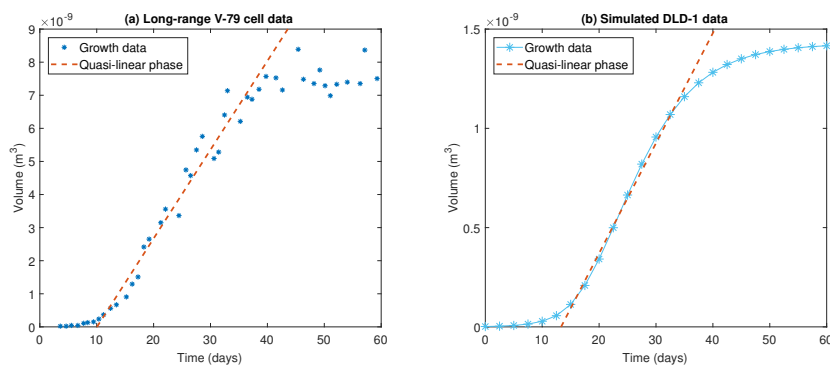 (a) Long-range V-79 cell data
×10⁻⁹
9
8
7
6
5
4
3
2
1
0
Volume (m³)
Growth data
Quasi-linear phase
0 10 20 30 40 50 60
Time (days)
(b) Simulated DLD-1 data
×10⁻⁹
1.5
1
0.5
0
Volume (m³)
Growth data
Quasi-linear phase
0 10 20 30 40 50 60
Time (days)